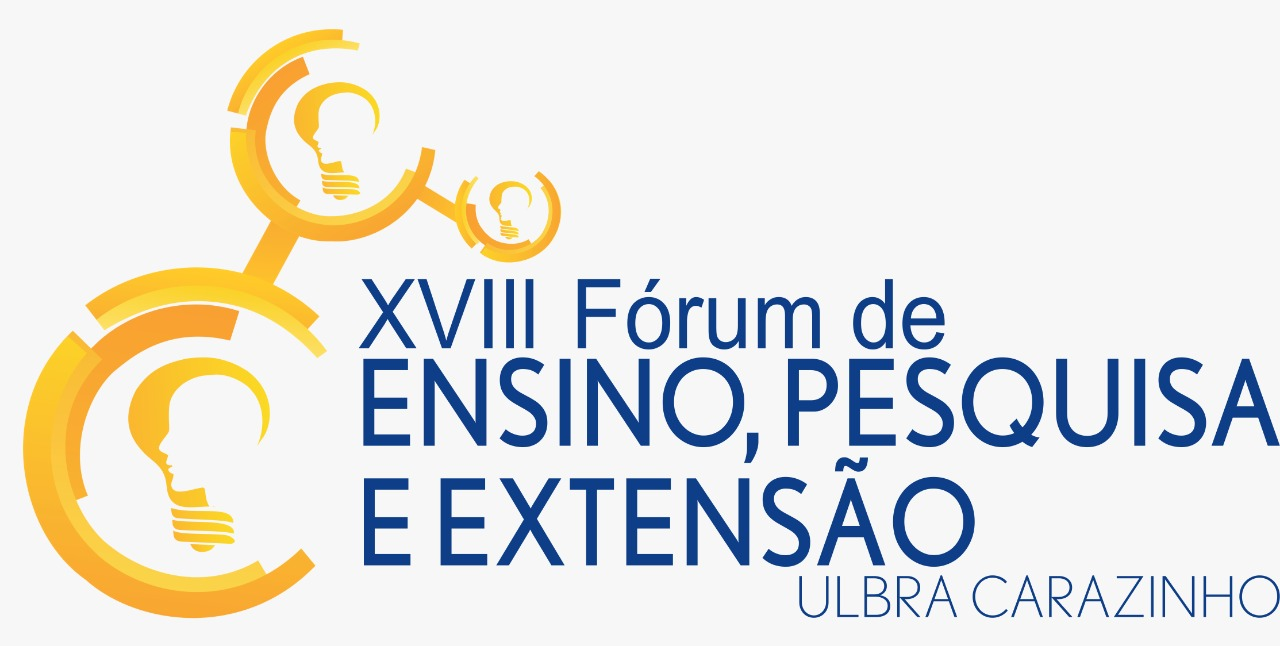 XVIII Fórum de
ENSINO, PESQUISA
E EXTENSÃO
ULBRA CARAZINHO